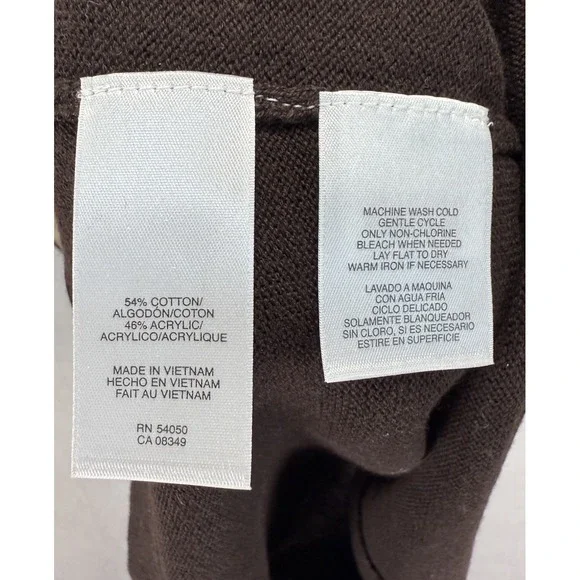 54% COTTON/
ALGODÓN/COTON
46% ACRYLIC/
ACRYLICO/ACRYLIQUE
MADE IN VIETNAM
HECHO EN VIETNAM
FAIT AU VIETNAM
RN 54050
CA 08349
MACHINE WASH COLD
GENTLE CYCLE
ONLY NON-CHLORINE
BLEACH WHEN NEEDED
LAY FLAT TO DRY
WARM IRON IF NECESSARY
LAVADO A MAQUINA
CON AGUA FRIA
CICLO DELICADO
SOLAMENTE BLANQUEADOR
SIN CLORO, SI ES NECESARIO
ESTIRE EN SUPERFICIE